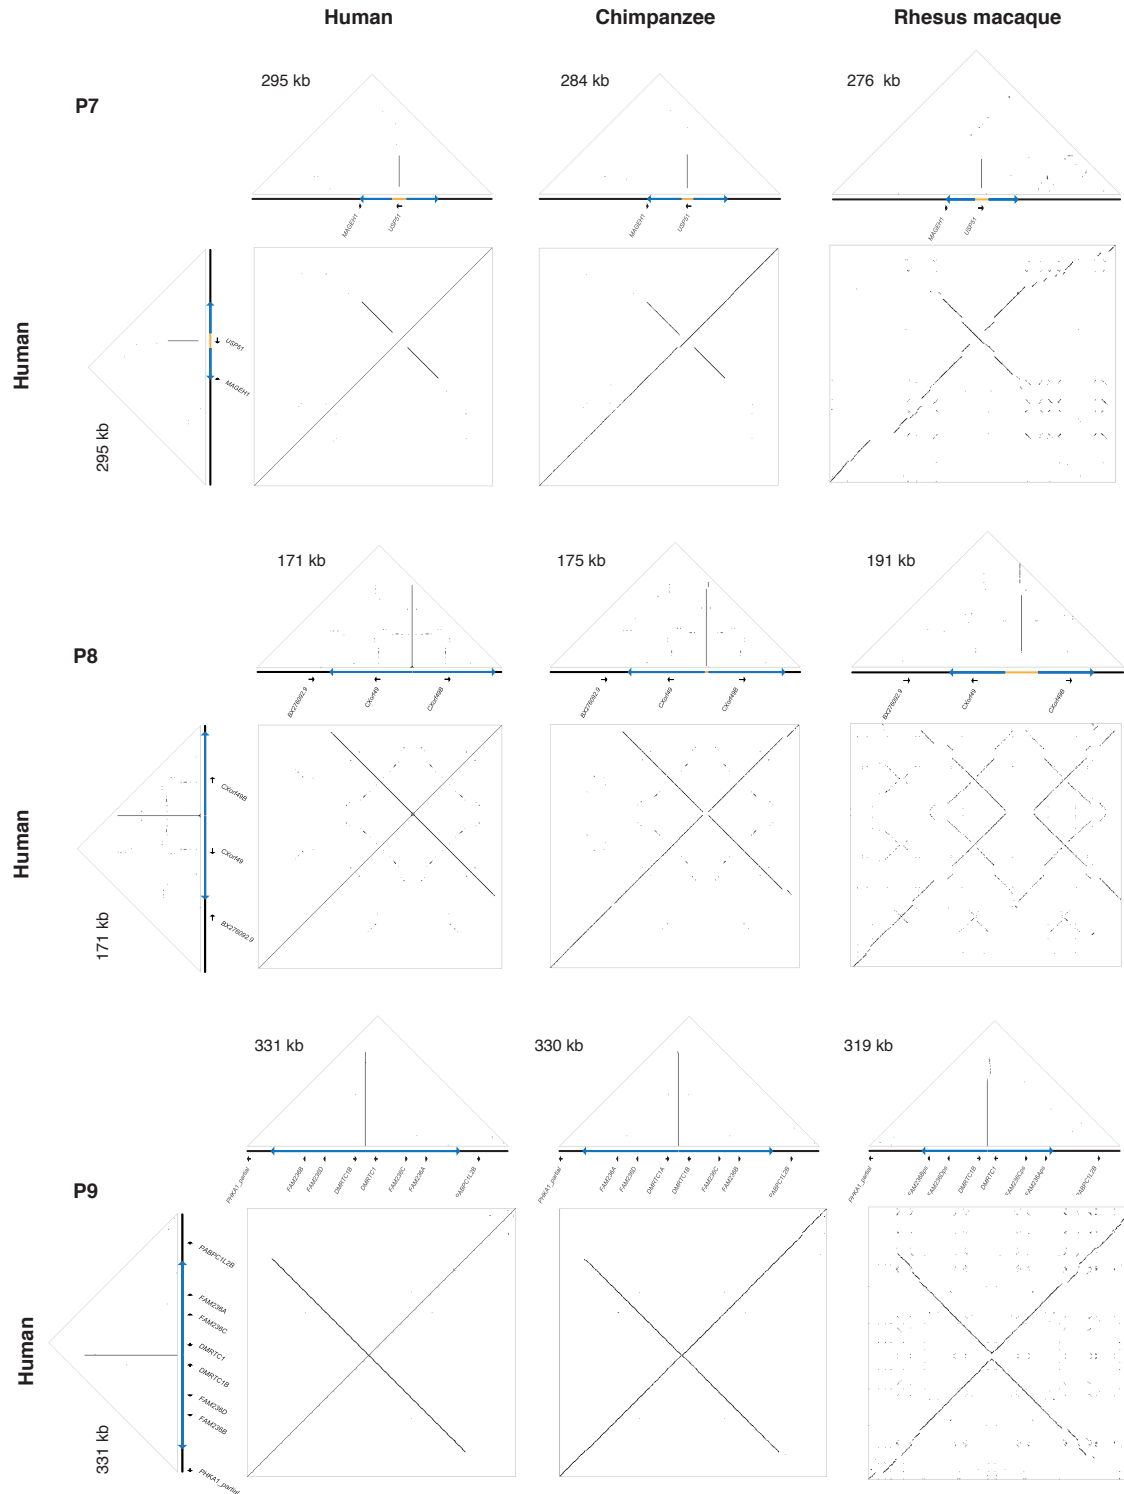 Human Chimpanzee Rhesus macaque
P7
295 kb 284 kb 276 kb
MAGEH1 USP51 MAGEH1 USP51 MAGEH1 USP51
Human
295 kb
USP51
MAGEH1
P8
171 kb 175 kb 191 kb
BX276092.9 CXorf49 CXorf49B BX276092.9 CXorf49 CXorf49B BX276092.9 CXorf49 CXorf49B
Human
171 kb
CXorf49B
CXorf49
BX276092.9
P9
331 kb 330 kb 319 kb
PHKA1_partial FAM236B FAM236D DMRTC1B DMRTC1 FAM236C FAM236A PABPC1L2B
PHKA1_partial FAM236A FAM236D DMRTC1A DMRTC1B FAM236C FAM236B PABPC1L2B
PHKA1_partial FAM236Bps FAM236Dps DMRTC1B DMRTC1 FAM236Cps FAM236Aps PABPC1L2B
Human
331 kb
PABPC1L2B
FAM236A
FAM236C
DMRTC1
DMRTC1B
FAM236D
FAM236B
PHKA1_partial